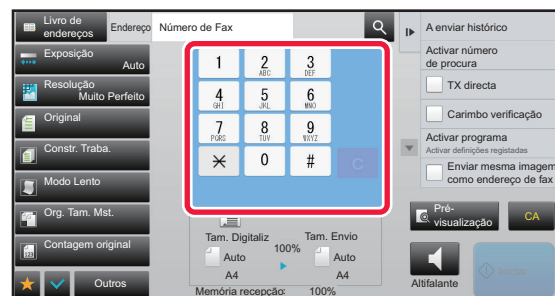 Livro de
endereços
Endereço
Número de Fax
Exposição
Auto
Resolução
Muito Perfeito
Original
Constr. Traba.
Modo Lento
Org. Tam. Mst.
Contagem original
Outros
1
2
ABC
3
DEF
4
GHI
5
JKL
6
MNO
7
PQRS
8
TUV
9
WXYZ
0
#
C
Tam. Digitaliz
100%
Tam. Envio
Auto
A4
Auto
A4
Memória recepção: 100%
A enviar histórico
Activar número
de procura
TX directa
Carimbo verificação
Activar programa
Activar definições registadas
Enviar mesma imagem
como endereço de fax
Pré-
visualização
CA
Altifalante
Iniciar